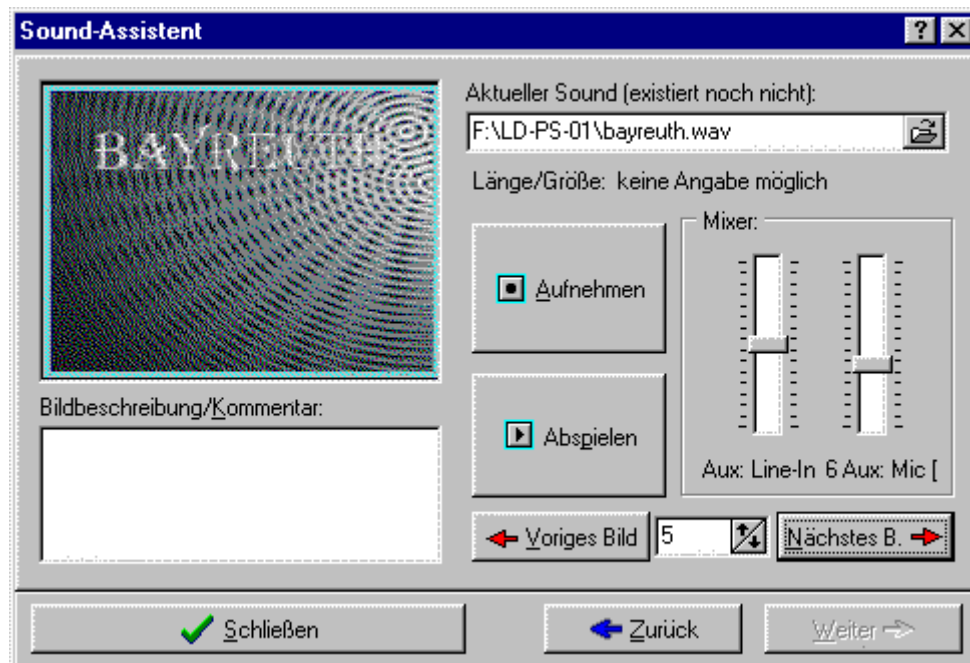 Sound-Assistent
BAYREUTH
Aktueller Sound (existiert noch nicht):
F:\LD-PS-01\bayreuth.wav
Länge/Größe: keine Angabe möglich
Mixer:
Aufnehmen
Abspielen
Aux: Line-In 6 Aux: Mic [
Bildbeschreibung/Kommentar:
Voriges Bild 5 Nächstes B.
Schließen Zurück Weiter